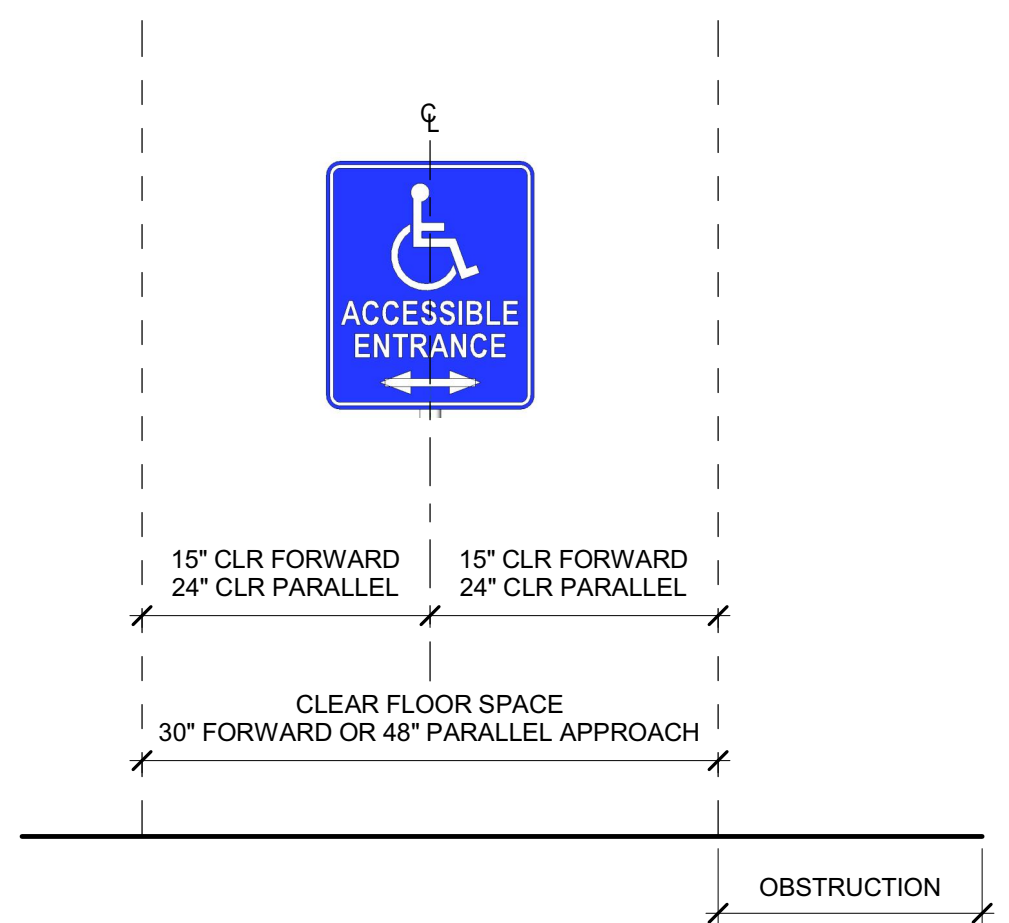 ℄
ACCESSIBLE
ENTRANCE
15" CLR FORWARD
24" CLR PARALLEL
15" CLR FORWARD
24" CLR PARALLEL
CLEAR FLOOR SPACE
30" FORWARD OR 48" PARALLEL APPROACH
OBSTRUCTION